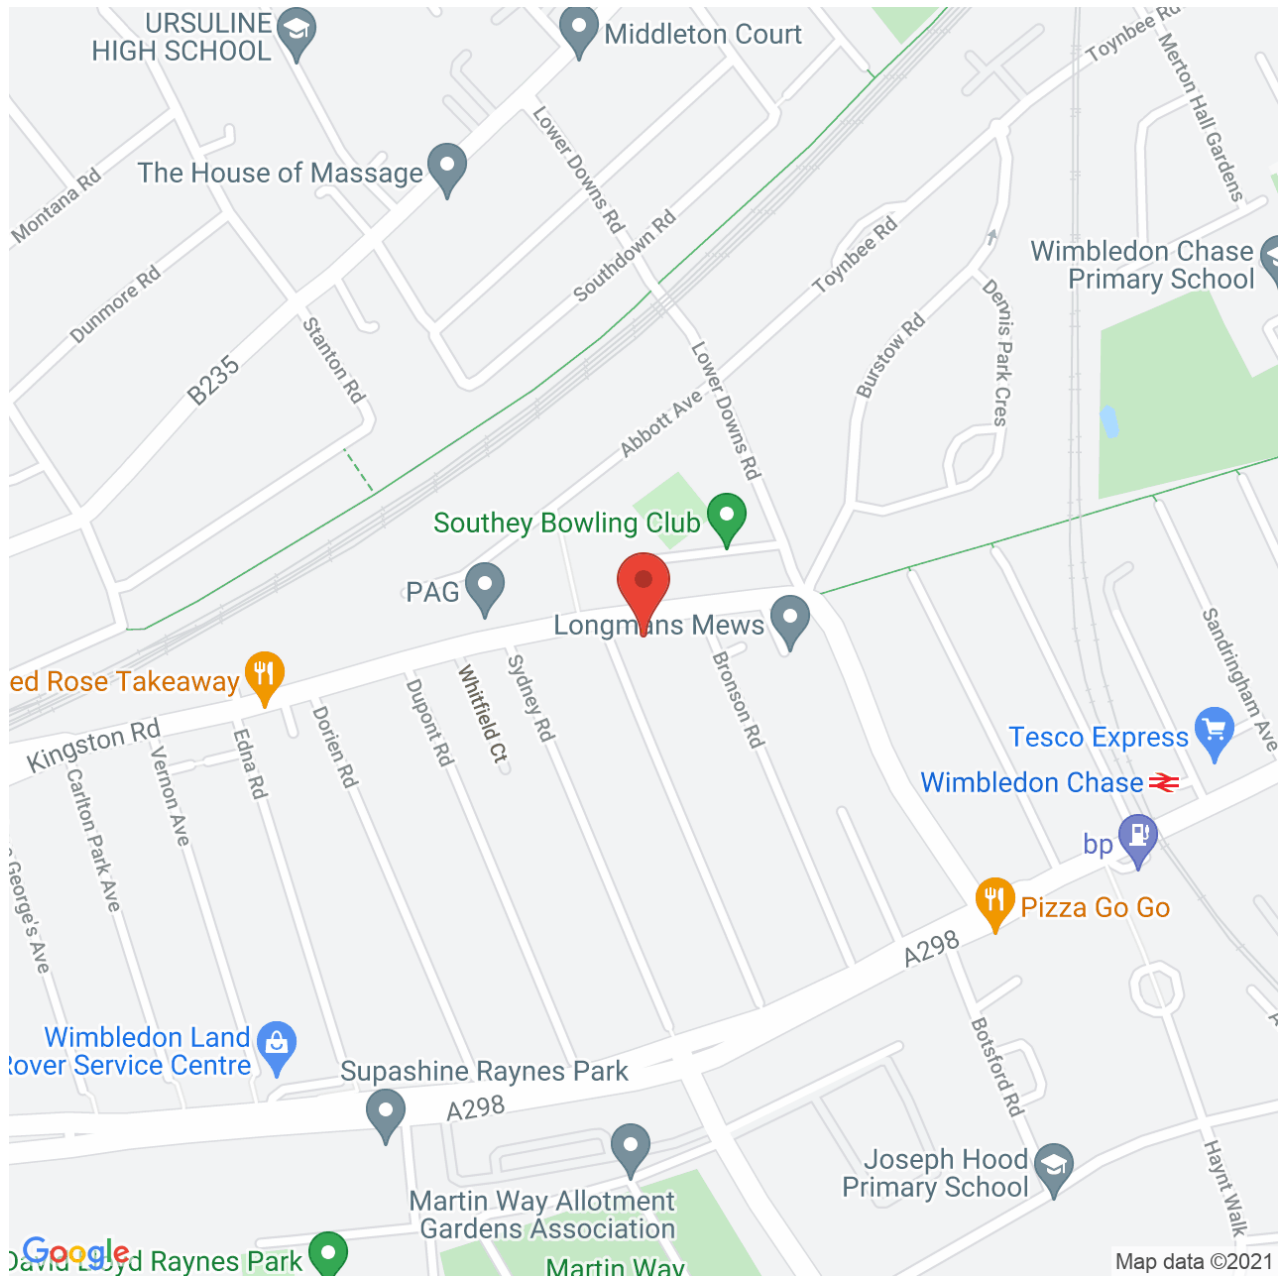 URSULINE
HIGH SCHOOL
Middleton Court
Toynbee Rd
Merton Hall Gardens
Lower Downs Rd
The House of Massage
Montana Rd
Southdown Rd
Toynbee Rd
Wimbledon Chase
Primary School
Dunmore Rd
Stanton Rd
B235
Lower Downs Rd
Burstow Rd
Dennis Park Cres
Abbott Ave
Southey Bowling Club
PAG
Longmans Mews
Sandringham Ave
ed Rose Takeaway
Kingston Rd
Whitfield Ct
Sydney Rd
Bronson Rd
Dupont Rd
Dorien Rd
Edna Rd
Vernon Ave
Carlton Park Ave
George's Ave
Tesco Express
Wimbledon Chase
bp
Pizza Go Go
A298
Wimbledon Land
Rover Service Centre
Supashine Raynes Park
A298
Botsford Rd
Joseph Hood
Primary School
Haynt Walk
Martin Way Allotment
Gardens Association
David Lloyd Raynes Park
Martin Way
Google
Map data ©2021